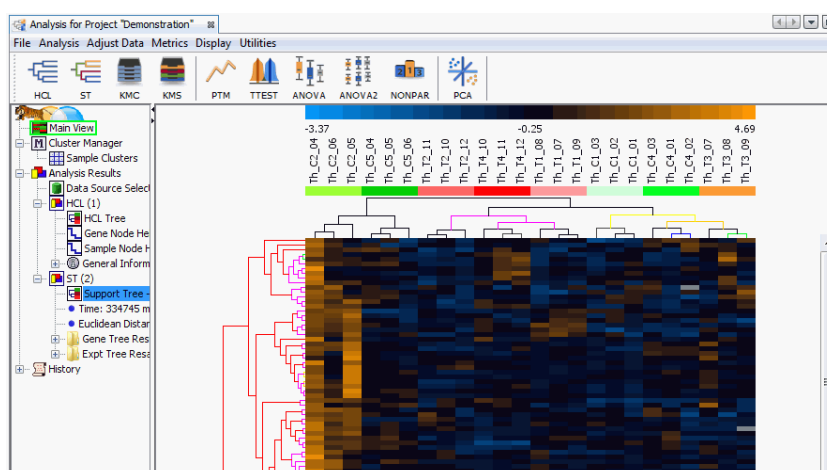 Analysis for Project "Demonstration"
File Analysis Adjust Data Metrics Display Utilities
HCL ST KMC KMS PTM TTEST ANOVA ANOVA2 NONPAR PCA
Main View
Cluster Manager
Sample Clusters
Analysis Results
Data Source Selec
HCL (1)
HCL Tree
Gene Node He
Sample Node H
General Inform
ST (2)
Support Tree -
Time: 334745 m
Euclidean Distar
Gene Tree Res
Expt Tree Resa
History
-3.37 -0.25 4.69
Th_C2_04
Th_C2_06
Th_C2_05
Th_C5_04
Th_C5_05
Th_C5_06
Th_T2_11
Th_T2_10
Th_T2_12
Th_T4_10
Th_T4_11
Th_T4_12
Th_T1_08
Th_T1_07
Th_T1_09
Th_C1_03
Th_C1_02
Th_C1_01
Th_C4_03
Th_C4_01
Th_C4_02
Th_T3_07
Th_T3_08
Th_T3_09